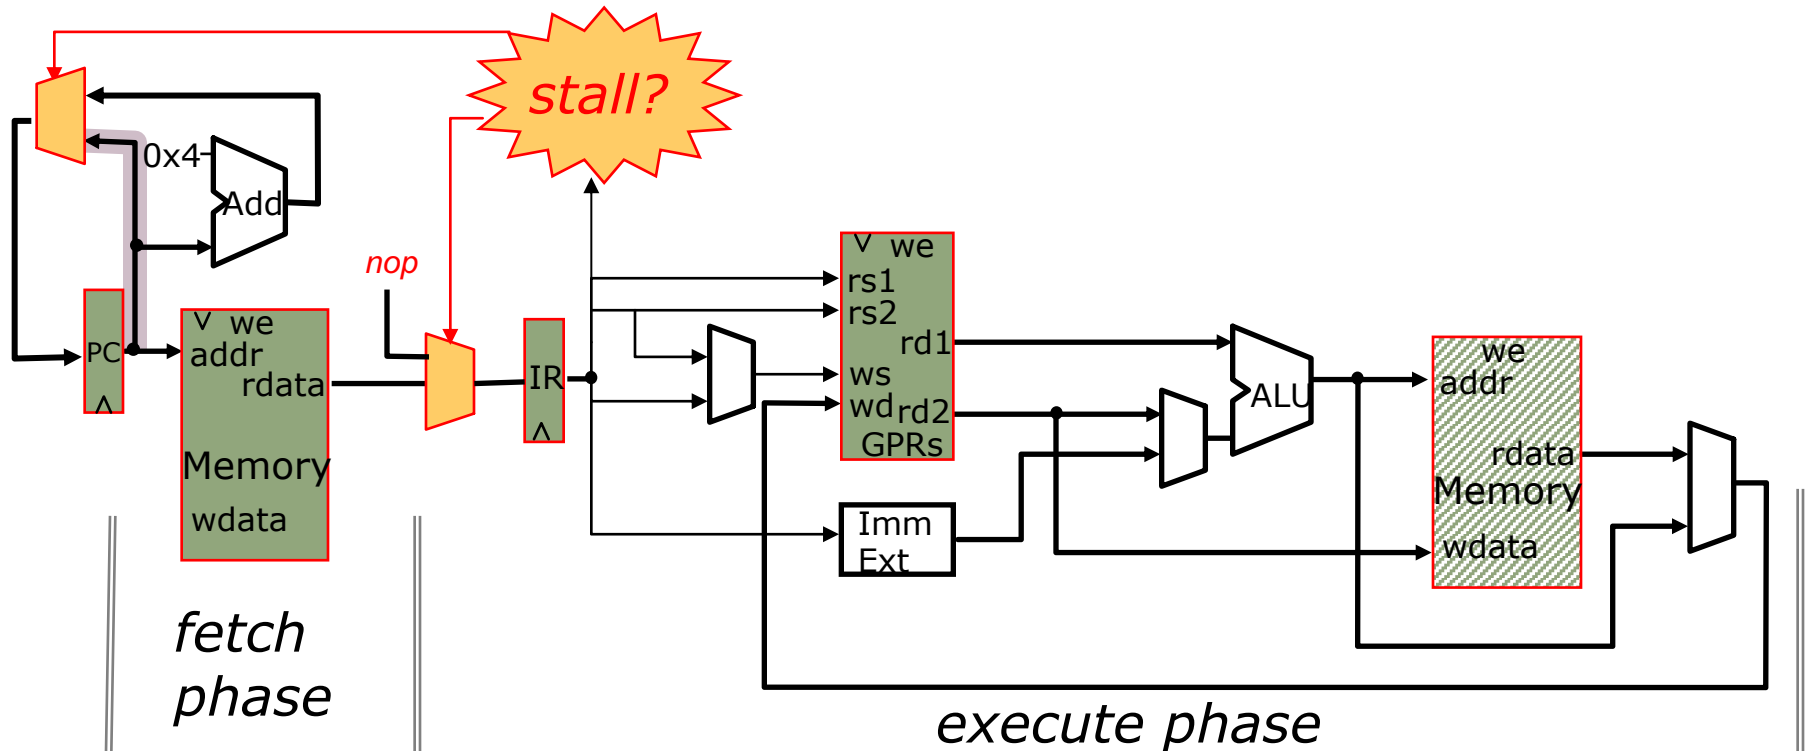 stall?
0x4
Add
nop
PC
we
addr
rdata
Memory
wdata
IR
we
rs1
rs2
rd1
ws
wd
rd2
GPRs
Imm
Ext
ALU
we
addr
rdata
Memory
wdata
fetch
phase
execute phase